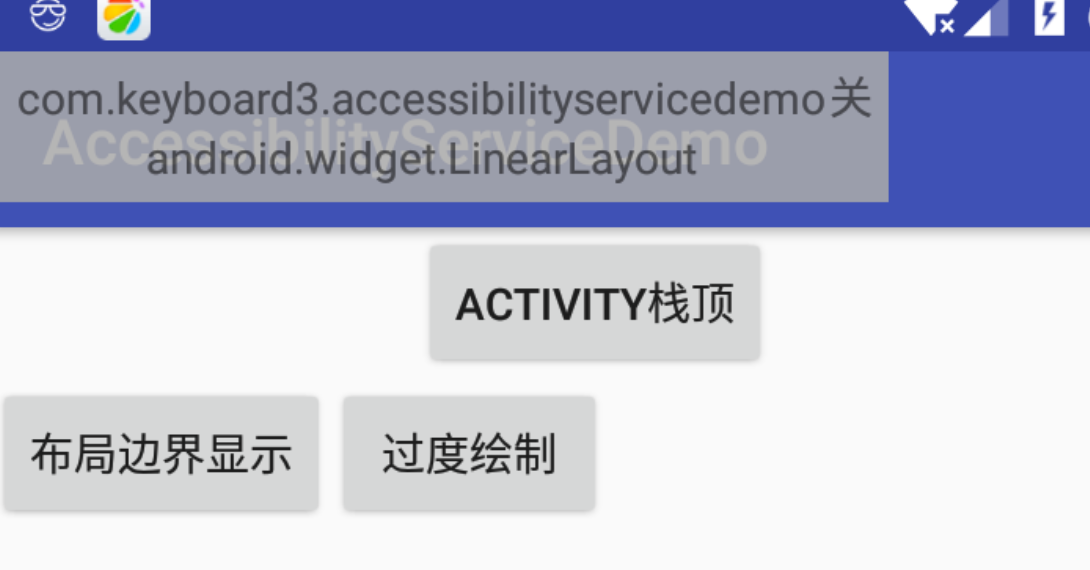 com.keyboard3.accessibilityservicedemo关
AccessibilityServiceDemo
android.widget.LinearLayout
ACTIVITY栈顶
布局边界显示 过度绘制